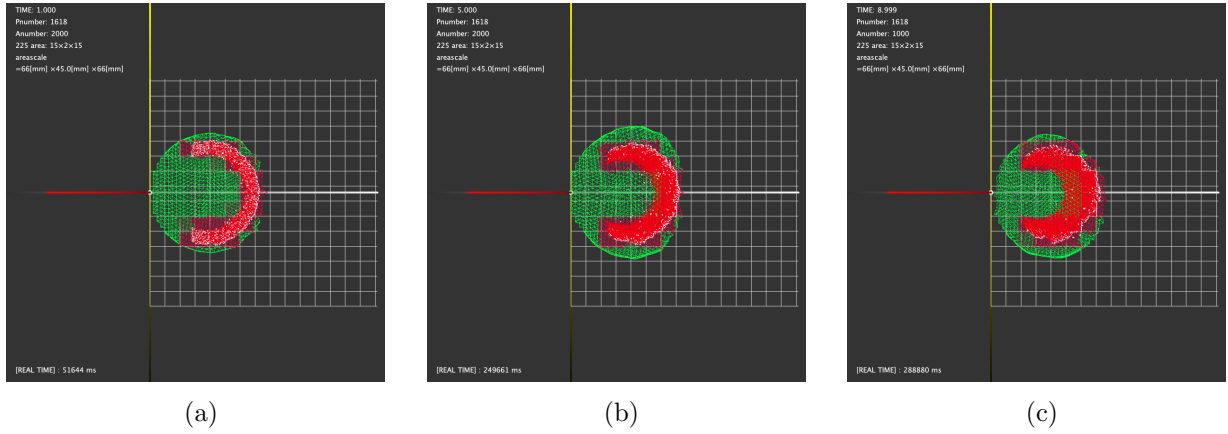 TIME: 1.000
Pnumber: 1618
Anumber: 2000
225 area: 15×2×15
areascale
=66[mm] ×45.0[mm] ×66[mm]
[REAL TIME] : 51644 ms
(a)
TIME: 5.000
Pnumber: 1618
Anumber: 2000
225 area: 15×2×15
areascale
=66[mm] ×45.0[mm] ×66[mm]
[REAL TIME] : 249661 ms
(b)
TIME: 8.999
Pnumber: 1618
Anumber: 1000
225 area: 15×2×15
areascale
=66[mm] ×45.0[mm] ×66[mm]
[REAL TIME] : 288880 ms
(c)